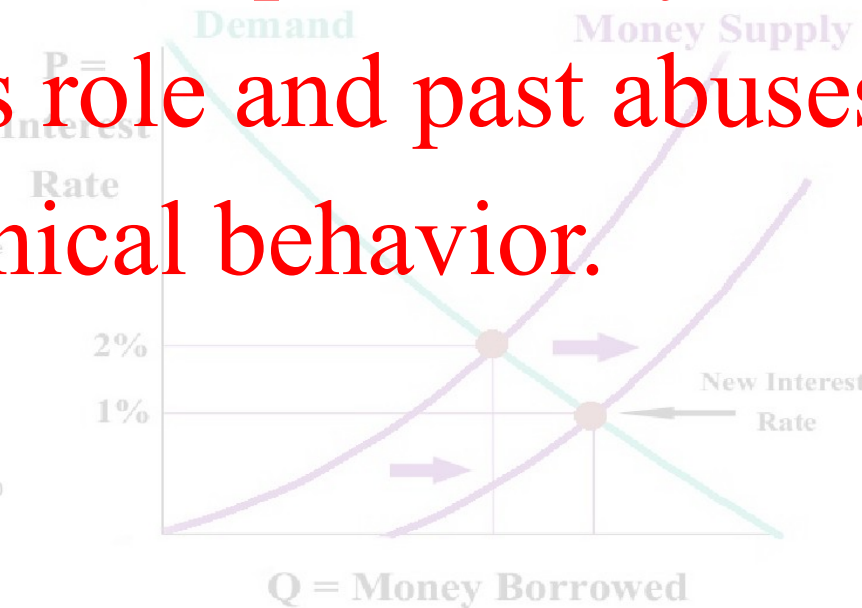 Demand
Money Supply
P =
s role and past abuses
Interest
Rate
nical behavior.
2%
1%
New Interest
Rate
Q = Money Borrowed